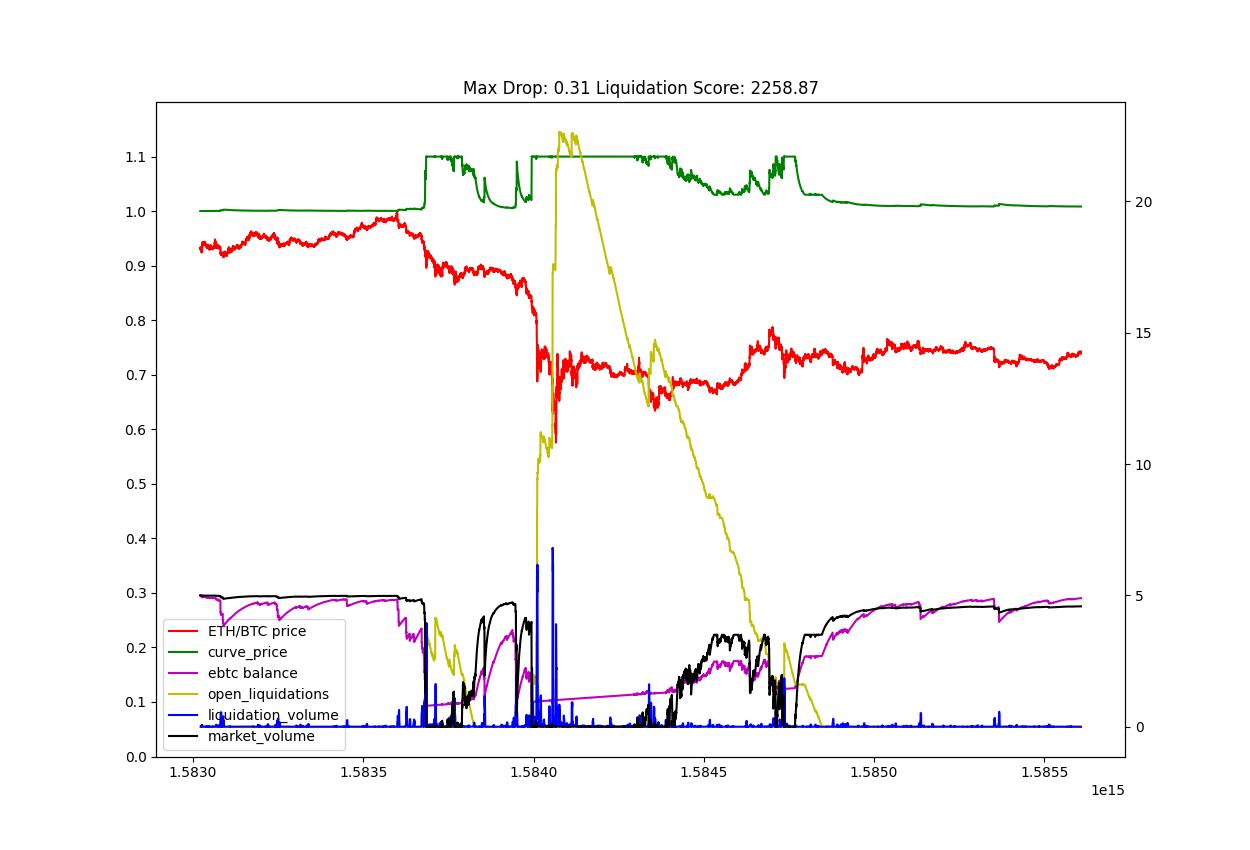 Max Drop: 0.31 Liquidation Score: 2258.87
1.1
1.0
0.9
0.8
0.7
0.6
0.5
0.4
0.3
0.2
0.1
0.0
20
15
10
5
0
ETH/BTC price
curve_price
ebtc balance
open_liquidations
liquidation_volume
market_volume
1.5830 1.5835 1.5840 1.5845 1.5850 1.5855
1e15